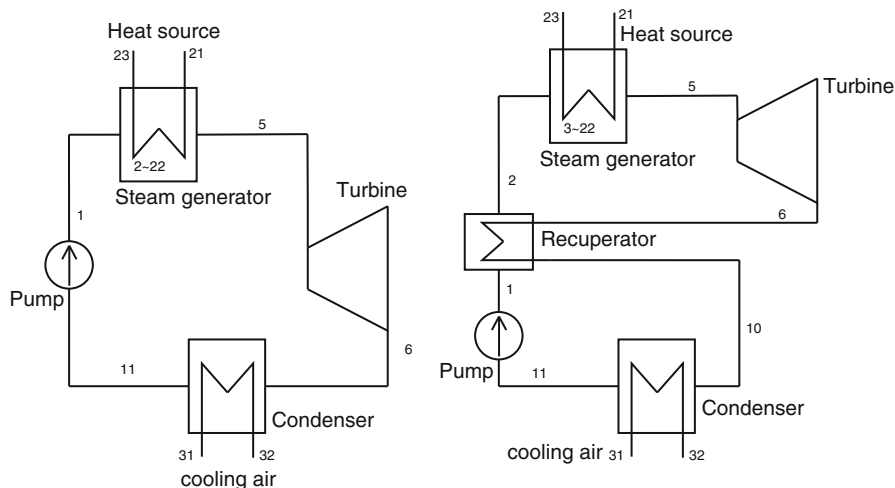 Heat source
23
21
5
2~22
Steam generator
Turbine
1
Pump
6
11
Condenser
31
32
cooling air
23
21
Heat source
5
Turbine
3~22
Steam generator
2
6
Recuperator
1
10
Pump
11
Condenser
cooling air
31
32